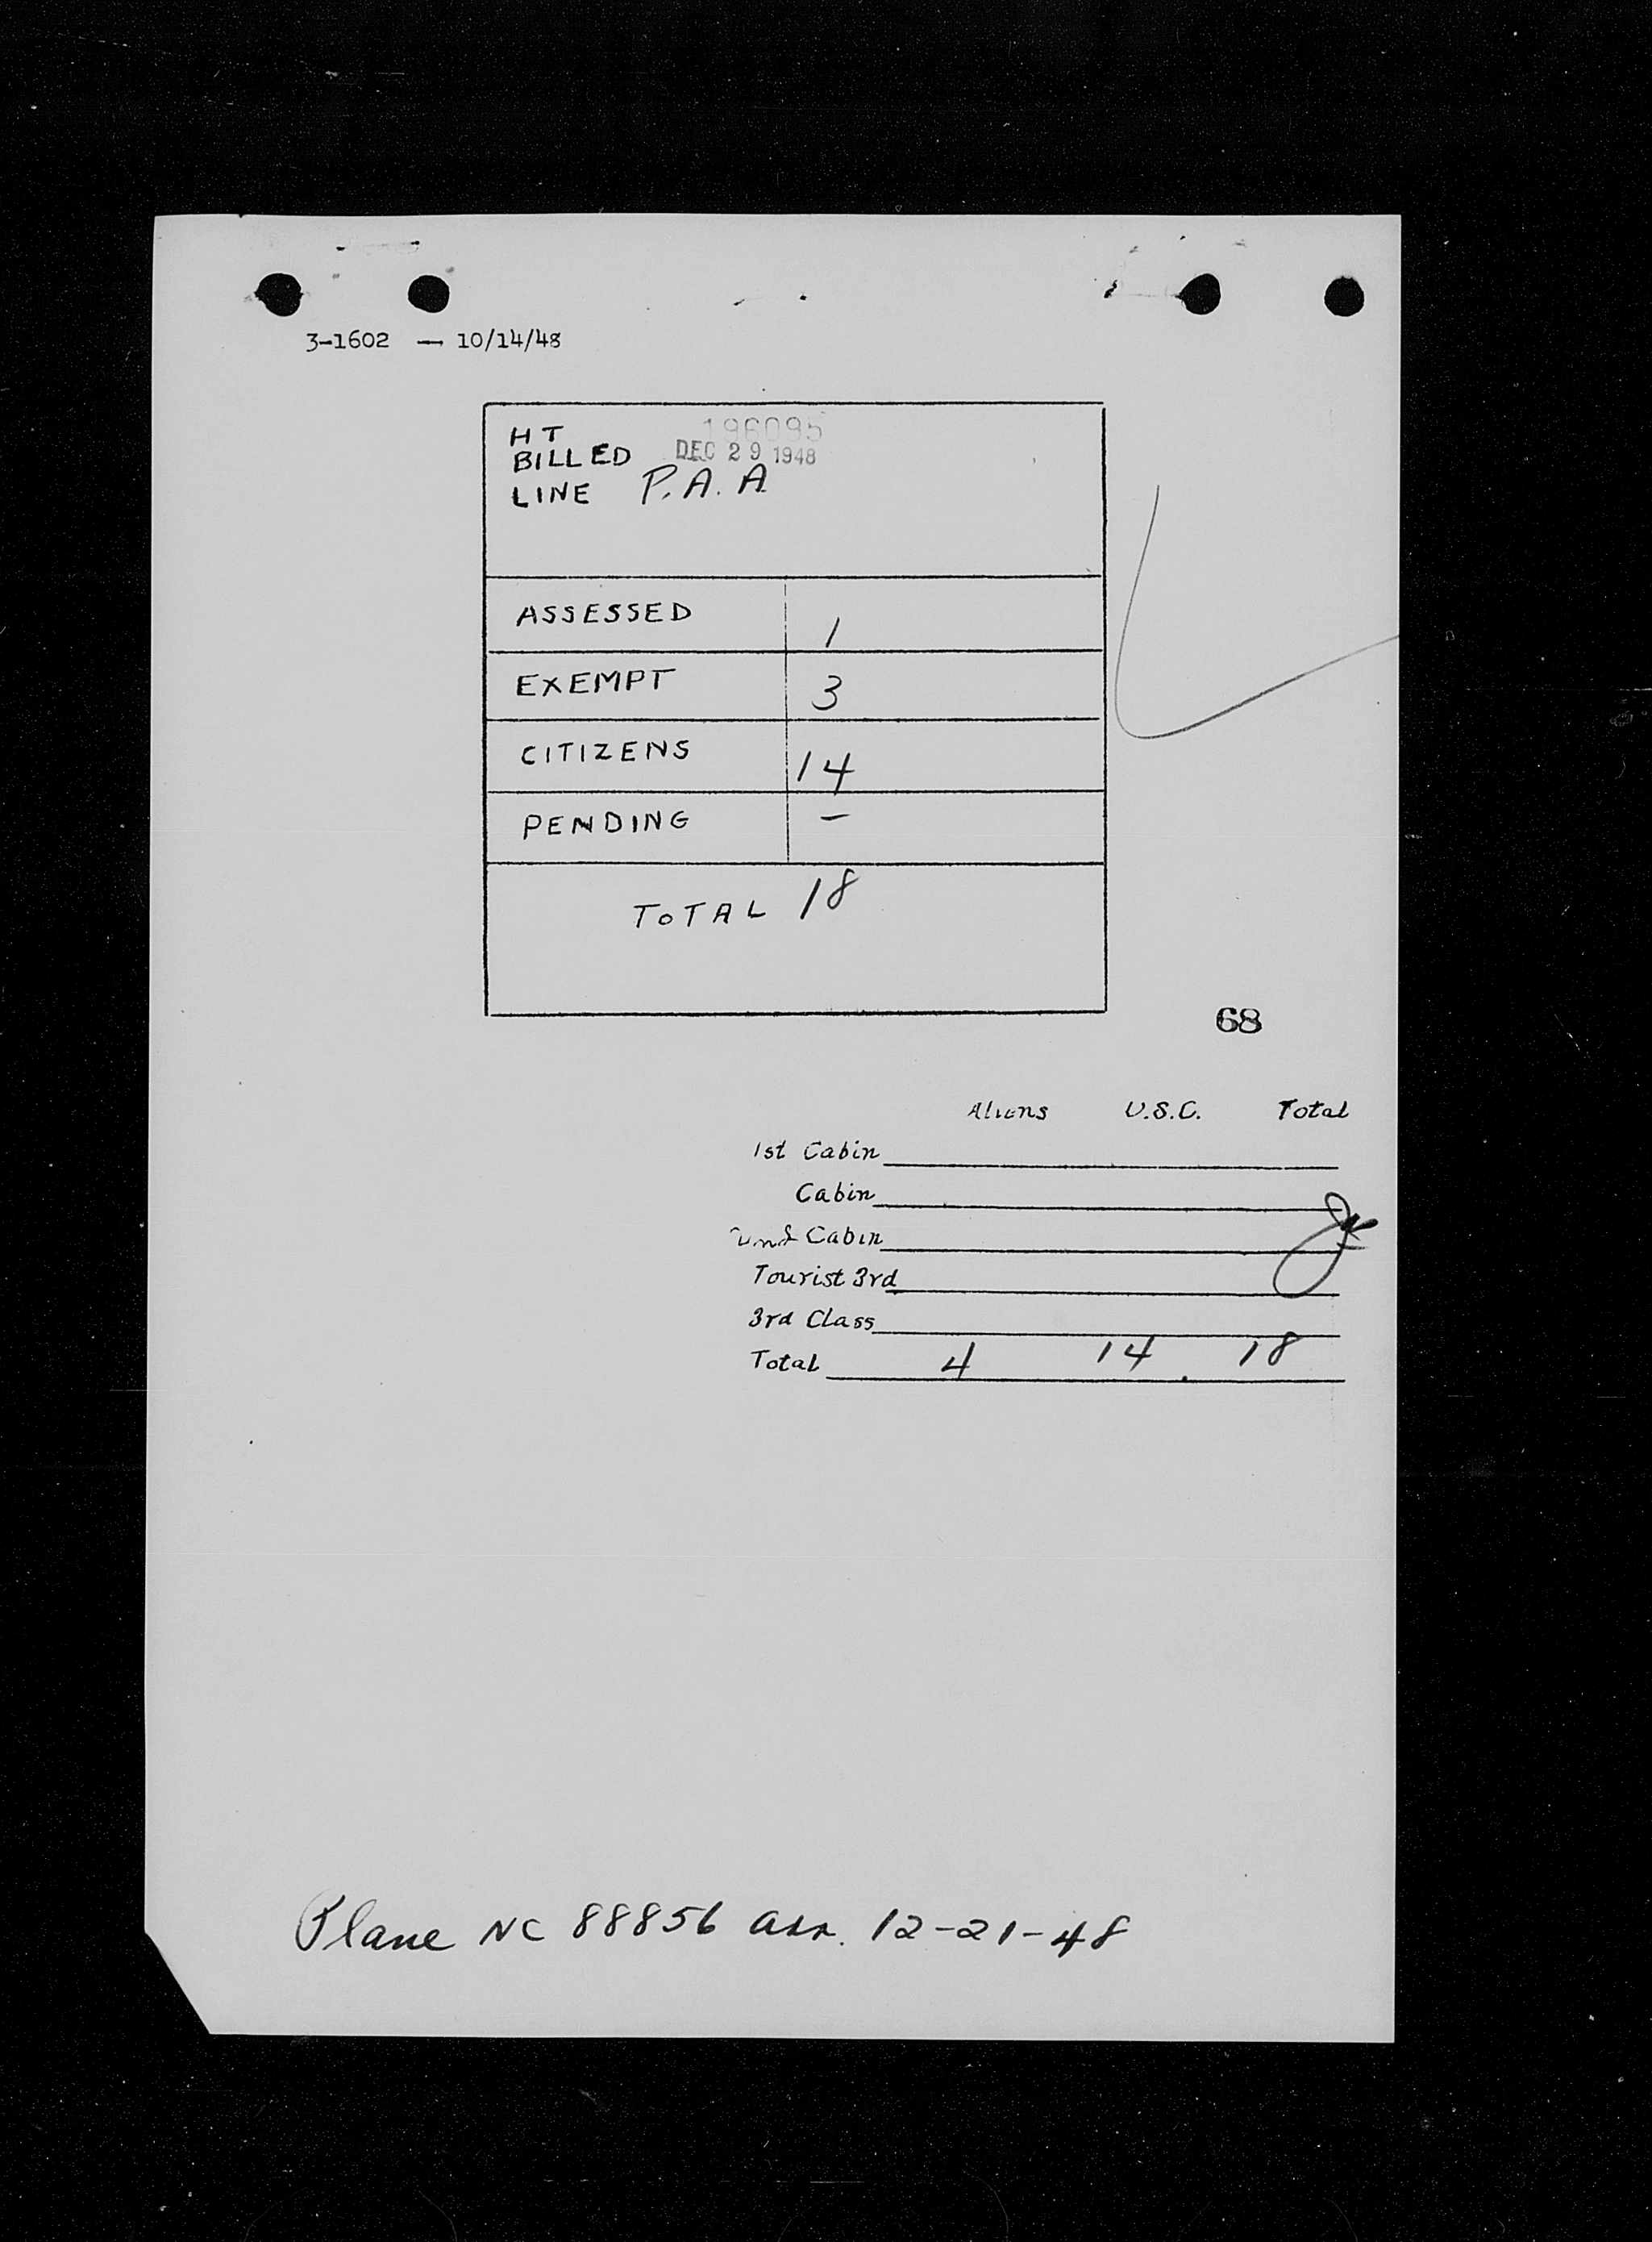 3-1602 — 10/14/48
HT 196095
BILLED DEC 29 1948
LINE P.A.A
ASSESSED 1
EXEMPT 3
CITIZENS 14
PENDING –
TOTAL 18
68
Aliens U.S.C. Total
1st Cabin
Cabin
Cabin
Tourist 3rd
3rd Class
Total 4 14 18
Plane NC 88856 arr. 12-21-48